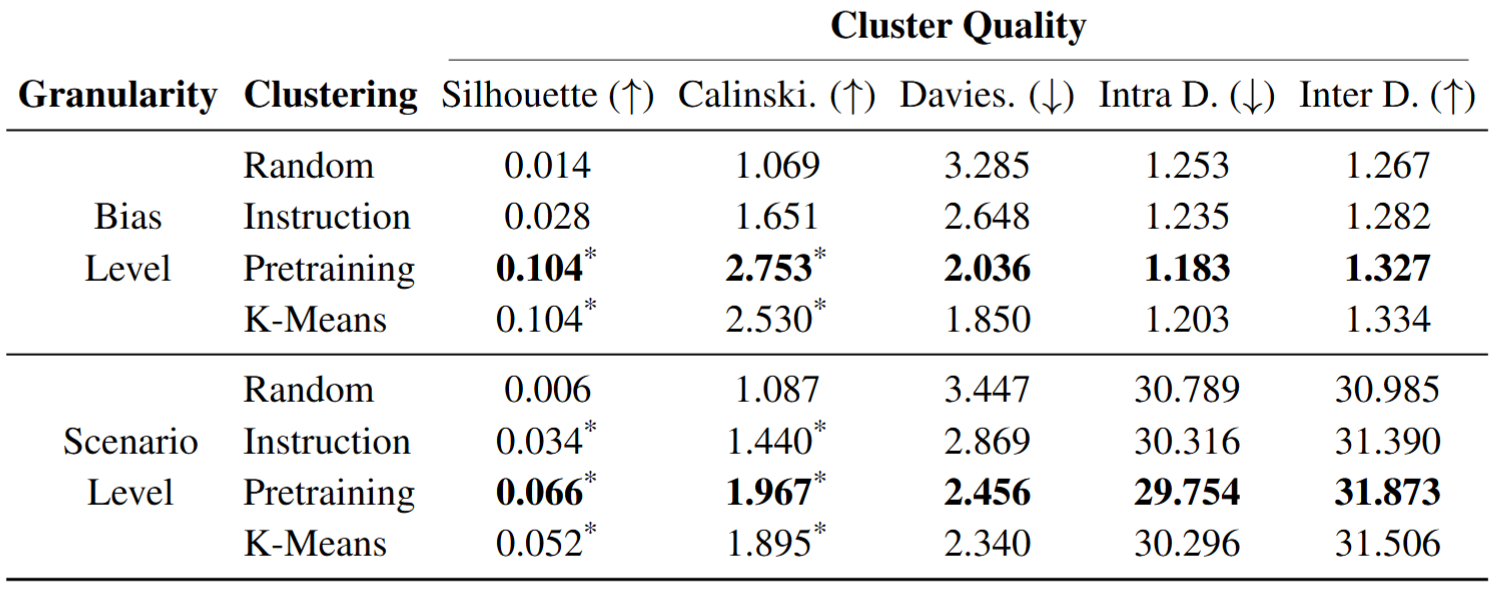 Cluster Quality
Granularity Clustering Silhouette (↑) Calinski. (↑) Davies. (↓) Intra D. (↓) Inter D. (↑)
Random 0.014 1.069 3.285 1.253 1.267
Bias Instruction 0.028 1.651 2.648 1.235 1.282
Level Pretraining 0.104* 2.753* 2.036 1.183 1.327
K-Means 0.104* 2.530* 1.850 1.203 1.334
Random 0.006 1.087 3.447 30.789 30.985
Scenario Instruction 0.034* 1.440* 2.869 30.316 31.390
Level Pretraining 0.066* 1.967* 2.456 29.754 31.873
K-Means 0.052* 1.895* 2.340 30.296 31.506